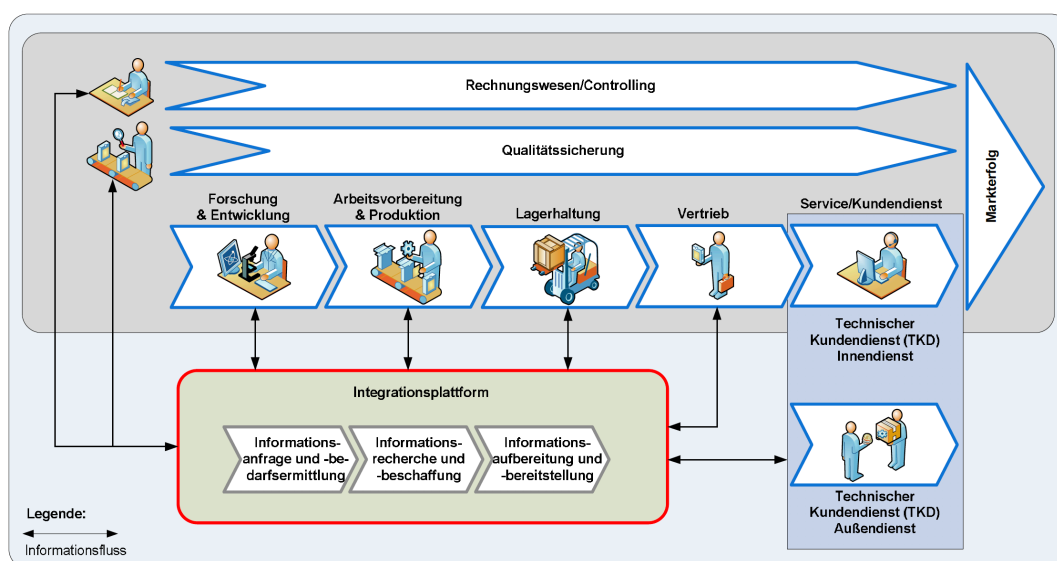 Rechnungswesen/Controlling
Qualitätssicherung
Markterfolg
Forschung
& Entwicklung
Arbeitsvorbereitung
& Produktion
Lagerhaltung
Vertrieb
Service/Kundendienst
Technischer
Kundendienst (TKD)
Innendienst
Integrationsplattform
Informations-
anfrage und -be-
darfsermittlung
Informations-
recherche und
-beschaffung
Informations-
aufbereitung und
-bereitstellung
Technischer
Kundendienst (TKD)
Außendienst
Legende:
Informationsfluss